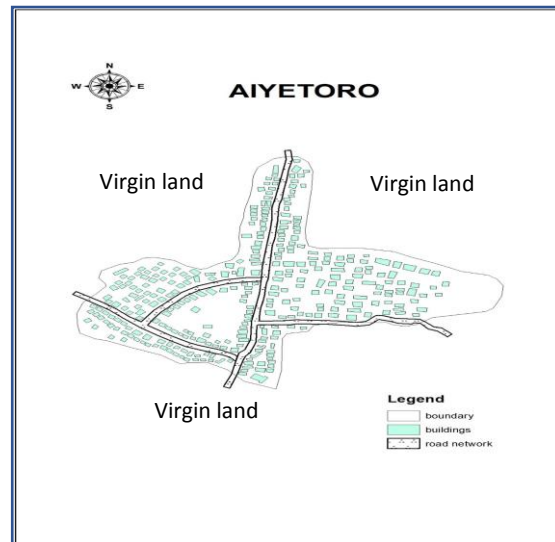 N
W E
S
AIYETORO
Virgin land
Virgin land
Virgin land
Legend
boundary
buildings
road network